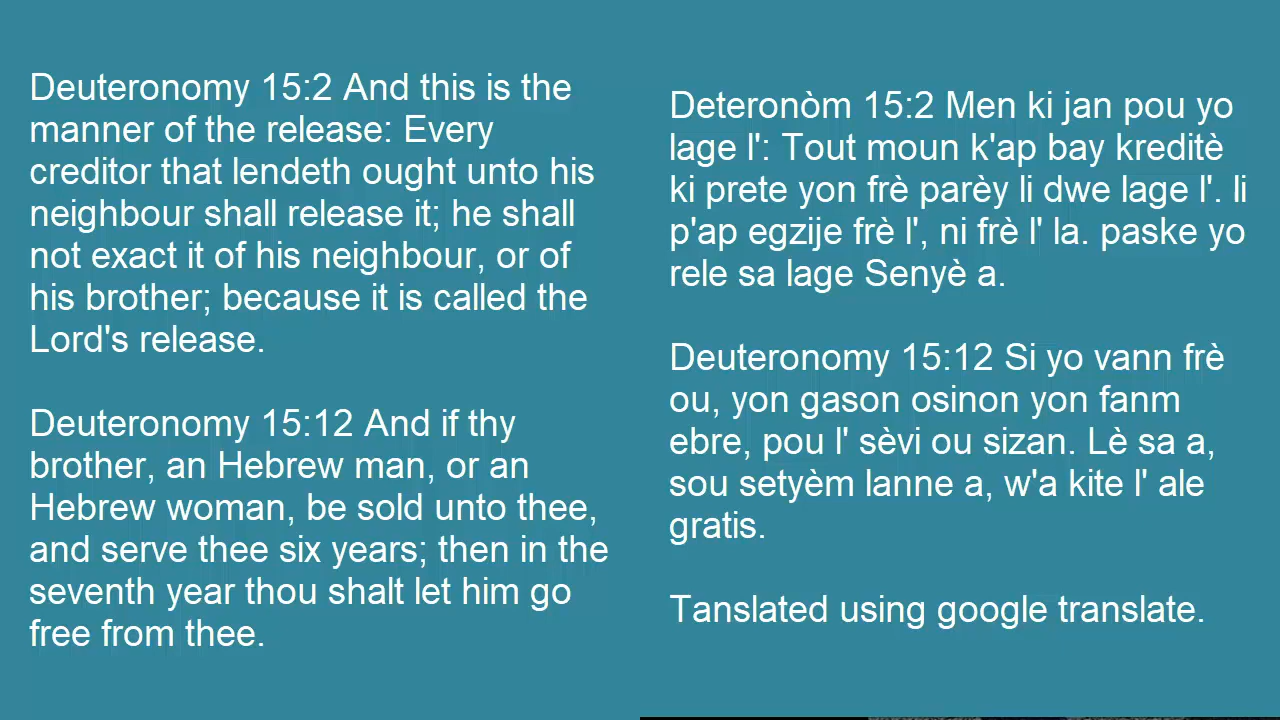 Deuteronomy 15:2 And this is the
manner of the release: Every
creditor that lendeth ought unto his
neighbour shall release it; he shall
not exact it of his neighbour, or of
his brother; because it is called the
Lord's release.
Deuteronomy 15:12 And if thy
brother, an Hebrew man, or an
Hebrew woman, be sold unto thee,
and serve thee six years; then in the
seventh year thou shalt let him go
free from thee.
Deteronòm 15:2 Men ki jan pou yo
lage l': Tout moun k'ap bay kreditè
ki prete yon frè parèy li dwe lage l'. li
p'ap egzije frè l', ni frè l' la. paske yo
rele sa lage Senyè a.
Deuteronomy 15:12 Si yo vann frè
ou, yon gason osinon yon fanm
ebre, pou l' sèvi ou sizan. Lè sa a,
sou setyèm lanne a, w'a kite l' ale
gratis.
Tanslated using google translate.